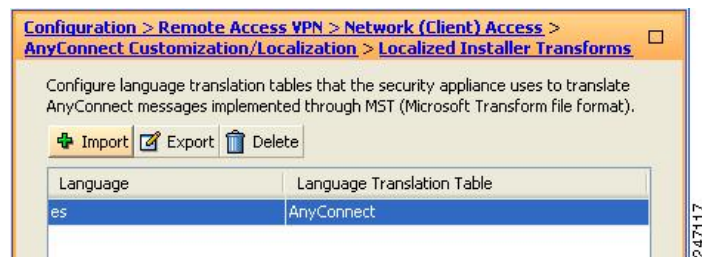 Configuration > Remote Access VPN > Network (Client) Access >
AnyConnect Customization/Localization > Localized Installer Transforms
Configure language translation tables that the security appliance uses to translate
AnyConnect messages implemented through MST (Microsoft Transform file format).
Import Export Delete
Language Language Translation Table
es AnyConnect
247117